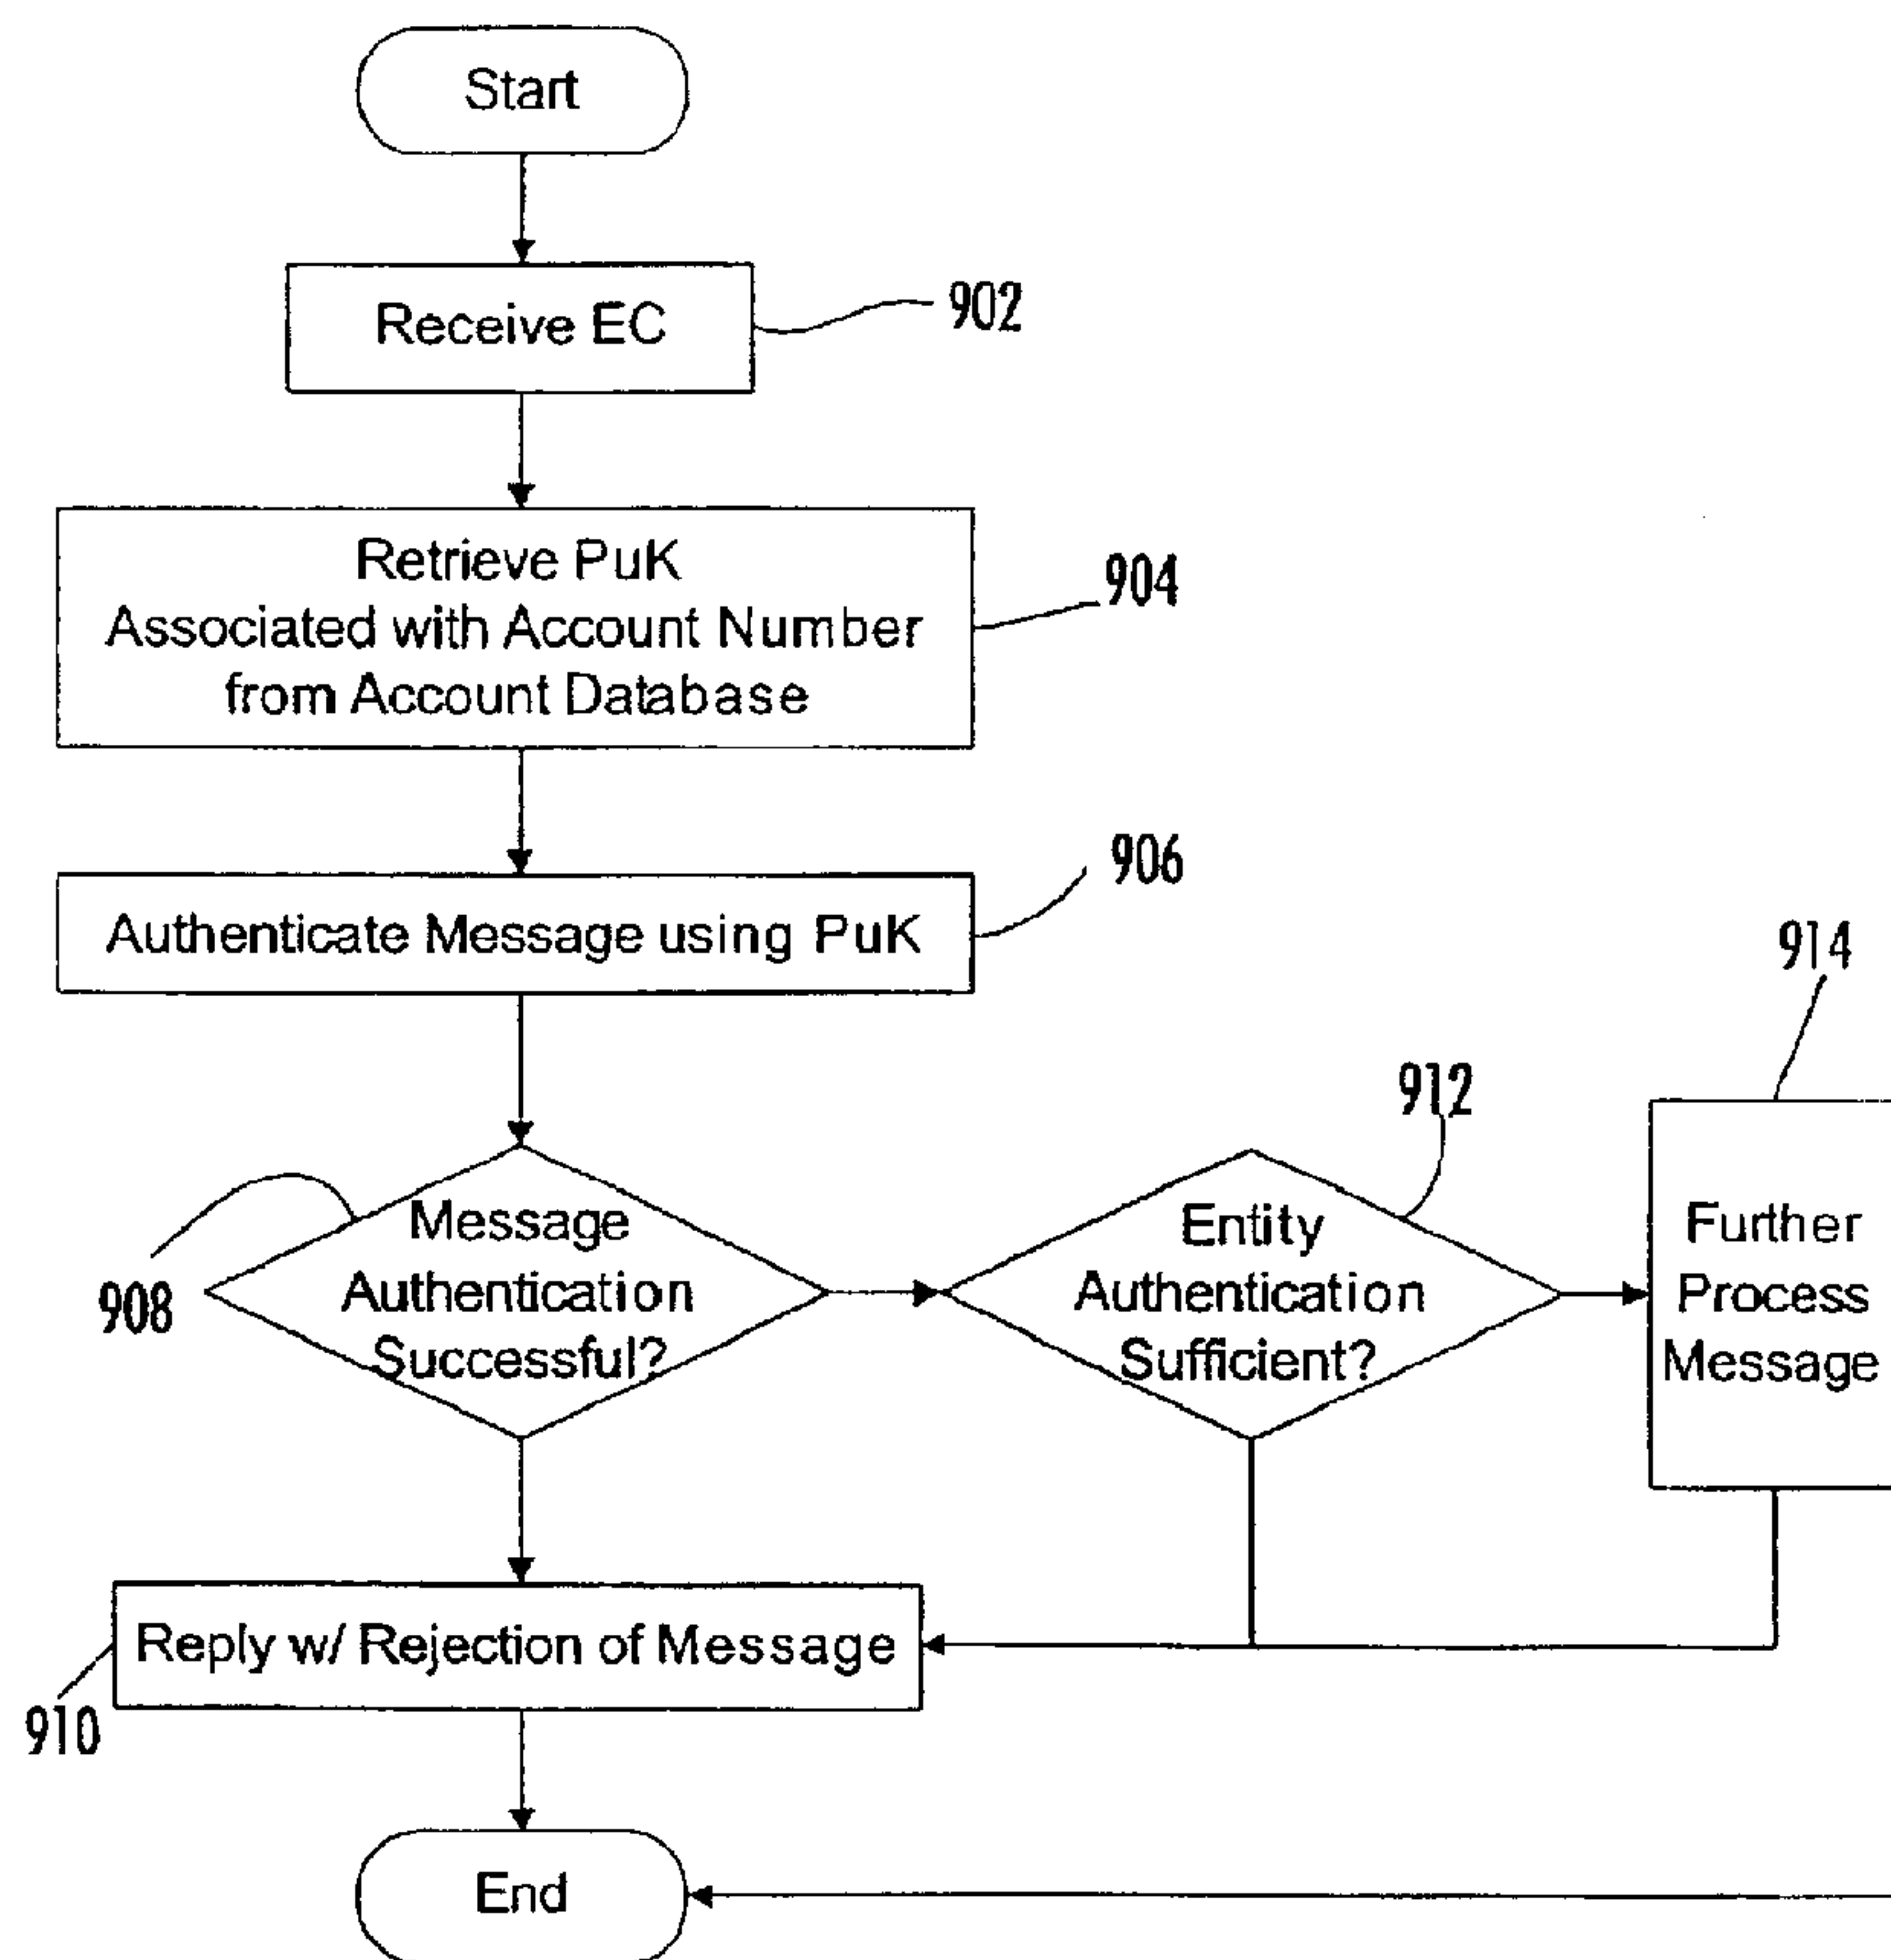 Start
Receive EC
902
Retrieve PuK
Associated with Account Number
from Account Database
904
Authenticate Message using PuK
906
Message
Authentication
Successful?
908
Entity
Authentication
Sufficient?
912
Further
Process
Message
914
Reply w/ Rejection of Message
910
End